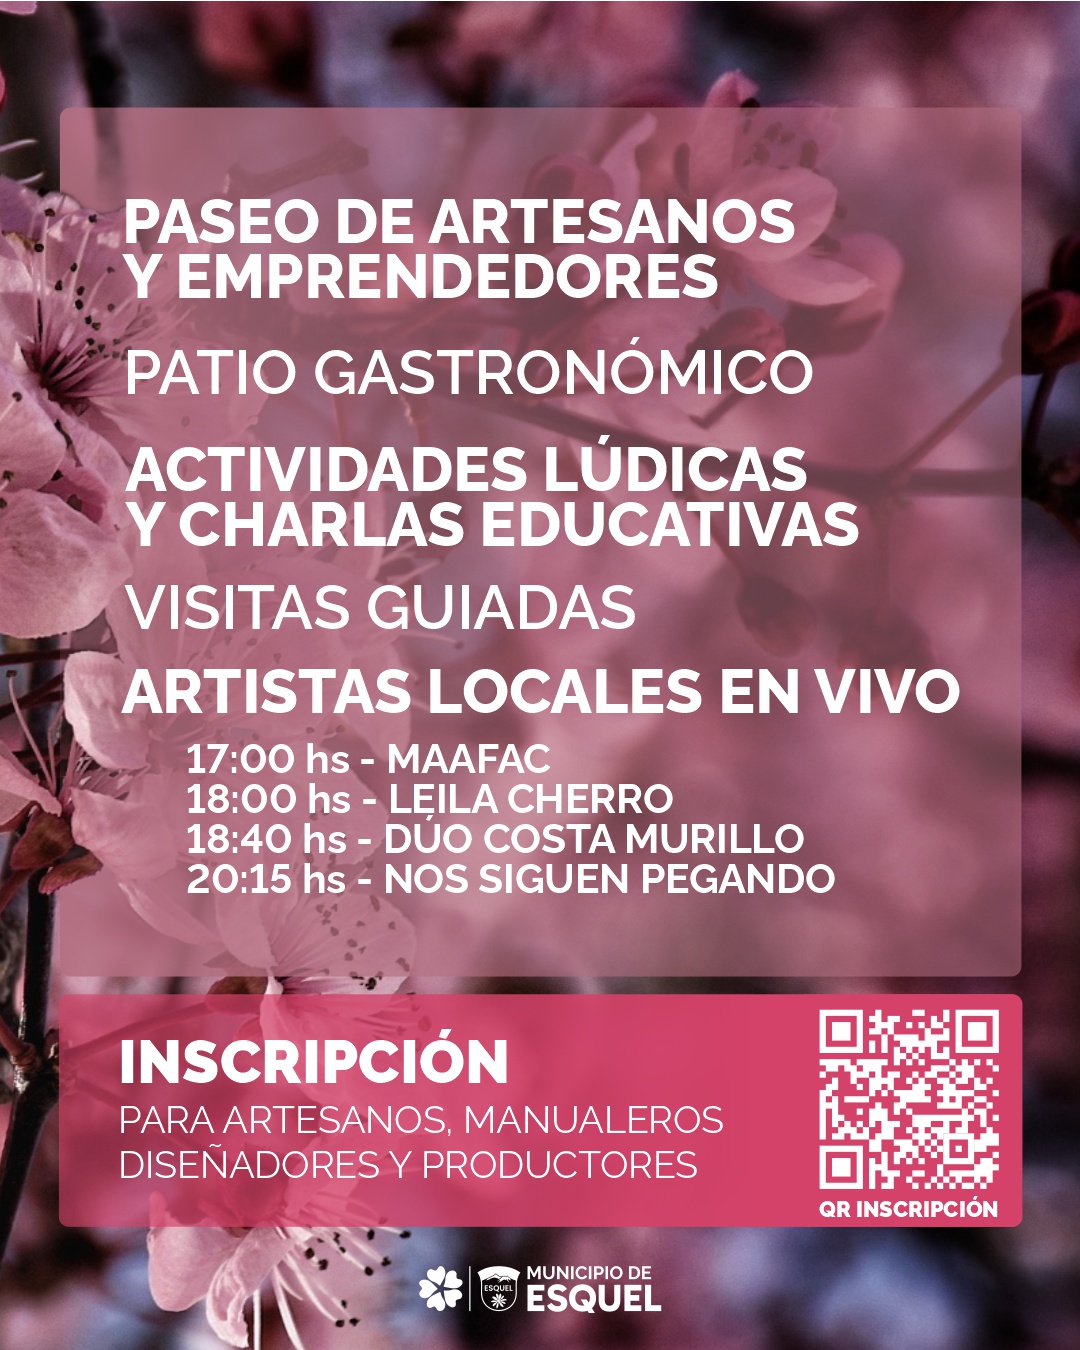 PASEO DE ARTESANOS
Y EMPRENDEDORES
PATIO GASTRONÓMICO
ACTIVIDADES LÚDICAS
Y CHARLAS EDUCATIVAS
VISITAS GUIADAS
ARTISTAS LOCALES EN VIVO
17:00 hs - MAAFAC
18:00 hs - LEILA CHERRO
18:40 hs - DÚO COSTA MURILLO
20:15 hs - NOS SIGUEN PEGANDO
INSCRIPCIÓN
PARA ARTESANOS, MANUALEROS
DISEÑADORES Y PRODUCTORES
QR INSCRIPCIÓN
ESQUEL
MUNICIPIO DE
ESQUEL